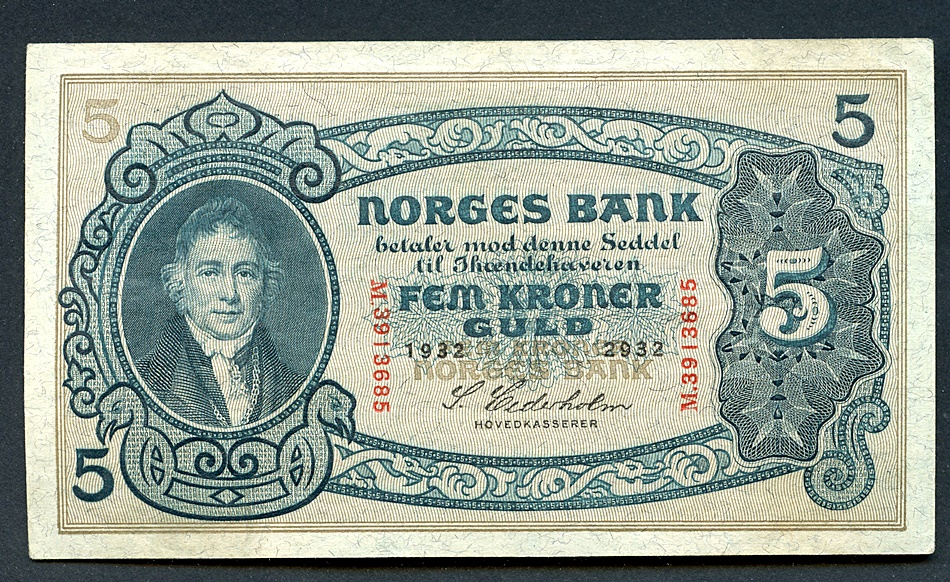 5
5
NORGES BANK
betaler mod denne Seddel
til Ihændehaveren
FEM KRONER
GULD
1932 2932
NORGES BANK
S. Cederholm
HOVEDKASSERER
M.3913685
M.3913685
5
5